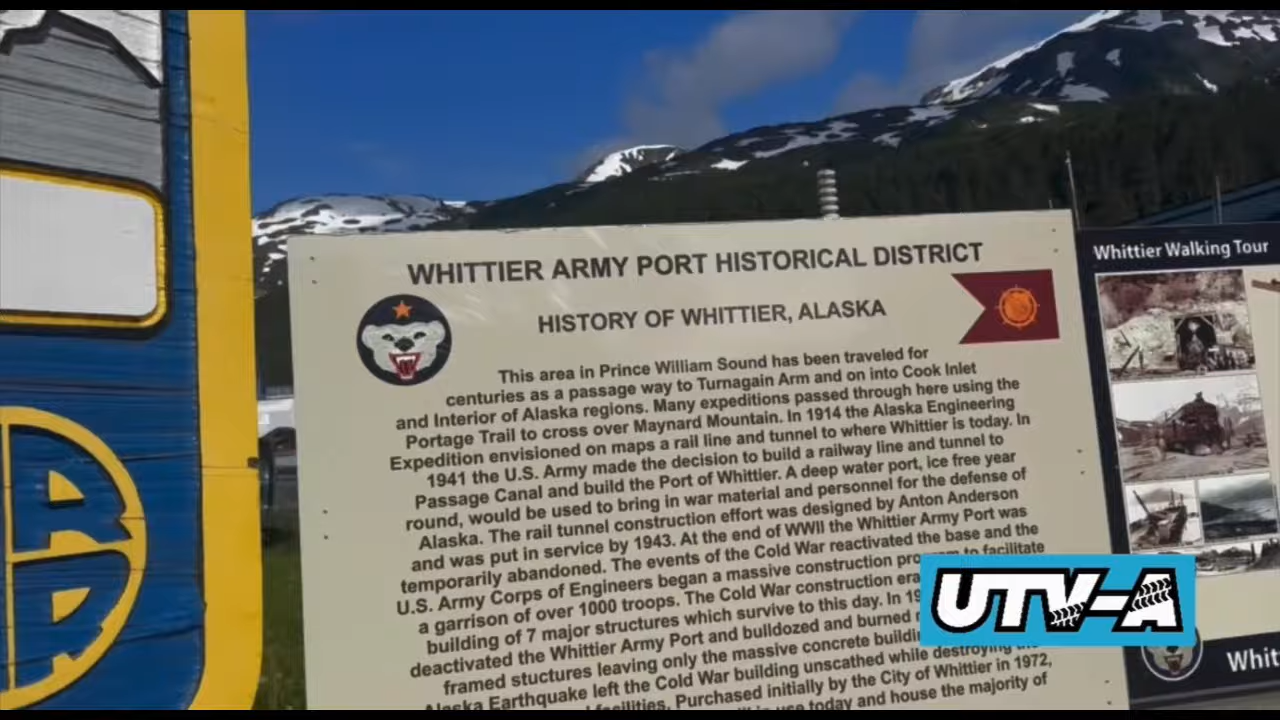 WHITTIER ARMY PORT HISTORICAL DISTRICT
HISTORY OF WHITTIER, ALASKA
This area in Prince William Sound has been traveled for
centuries as a passage way to Turnagain Arm and on into Cook Inlet
and Interior of Alaska regions. Many expeditions passed through here using the
Portage Trail to cross over Maynard Mountain. In 1914 the Alaska Engineering
Expedition envisioned on maps a rail line and tunnel to where Whittier is today. In
1941 the U.S. Army made the decision to build a railway line and tunnel to
Passage Canal and build the Port of Whittier. A deep water port, ice free year
round, would be used to bring in war material and personnel for the defense of
Alaska. The rail tunnel construction effort was designed by Anton Anderson
and was put in service by 1943. At the end of WWII the Whittier Army Port was
temporarily abandoned. The events of the Cold War reactivated the base and the
U.S. Army Corps of Engineers began a massive construction to facilitate
a garrison of over 1000 troops. The Cold War construction era
building of 7 major structures which survive to this day. In
deactivated the Whittier Army Port and bulldozed and burned
framed stuctures leaving only the massive concrete
Alaska Earthquake left the Cold War building unscathed while destroying
facilities. Purchased initially by the City of Whittier in 1972,
use today and house the majority of
Whittier Walking Tour
UTV-A